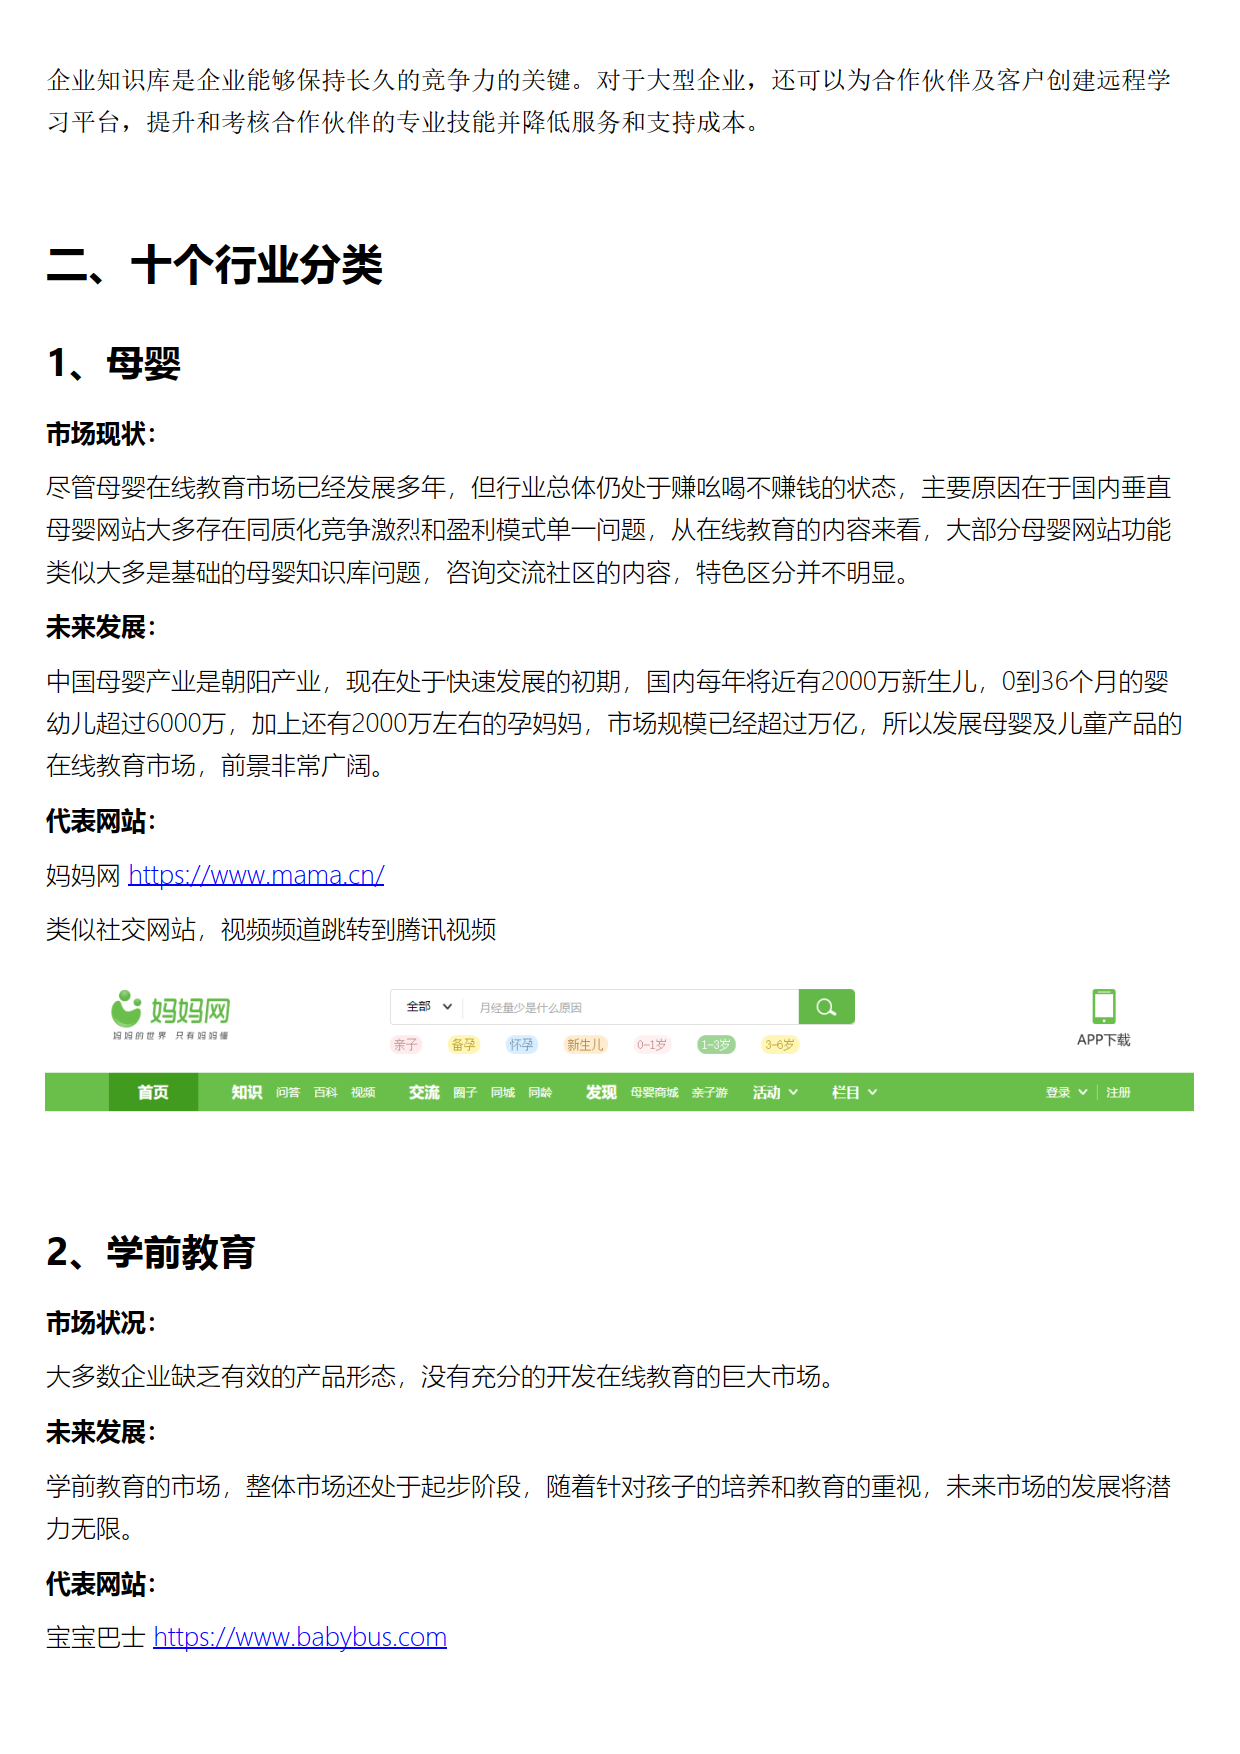 企业知识库是企业能够保持长久的竞争力的关键。对于大型企业，还可以为合作伙伴及客户创建远程学
习平台，提升和考核合作伙伴的专业技能并降低服务和支持成本。
二、十个行业分类
1、母婴
市场现状：
尽管母婴在线教育市场已经发展多年，但行业总体仍处于赚吆喝不赚钱的状态，主要原因在于国内垂直
母婴网站大多存在同质化竞争激烈和盈利模式单一问题，从在线教育的内容来看，大部分母婴网站功能
类似大多是基础的母婴知识库问题，咨询交流社区的内容，特色区分并不明显。
未来发展：
中国母婴产业是朝阳产业，现在处于快速发展的初期，国内每年将近有2000万新生儿，0到36个月的婴
幼儿超过6000万，加上还有2000万左右的孕妈妈，市场规模已经超过万亿，所以发展母婴及儿童产品的
在线教育市场，前景非常广阔。
代表网站：
妈妈网 https://www.mama.cn/
类似社交网站，视频频道跳转到腾讯视频
妈妈网 全部 月经量少是什么原因
妈妈的世界 只有妈妈懂
亲子 备孕 怀孕 新生儿 0-1岁 1-3岁 3-6岁 APP下载
首页 知识 问答 百科 视频 交流 圈子 同城 同龄 发现 母婴商城 亲子游 活动 栏目 登录 注册
2、学前教育
市场状况：
大多数企业缺乏有效的产品形态，没有充分的开发在线教育的巨大市场。
未来发展：
学前教育的市场，整体市场还处于起步阶段，随着针对孩子的培养和教育的重视，未来市场的发展将潜
力无限。
代表网站：
宝宝巴士 https://www.babybus.com